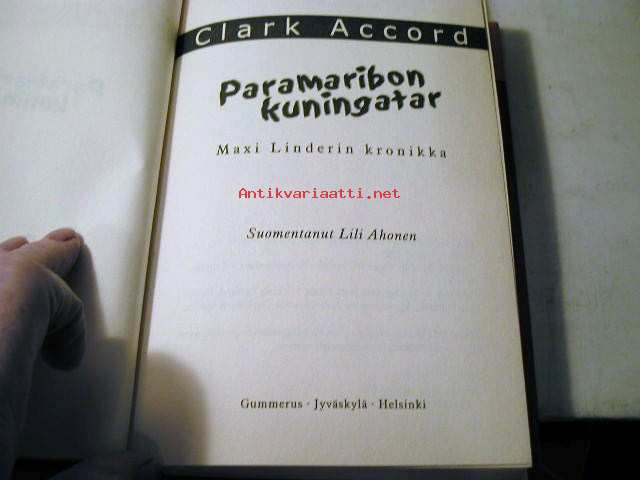 Clark Accord
Paramaribon
kuningatar
Maxi Linderin kronikka
Antikvariaatti.net
Suomentanut Lili Ahonen
Gummerus · Jyväskylä · Helsinki